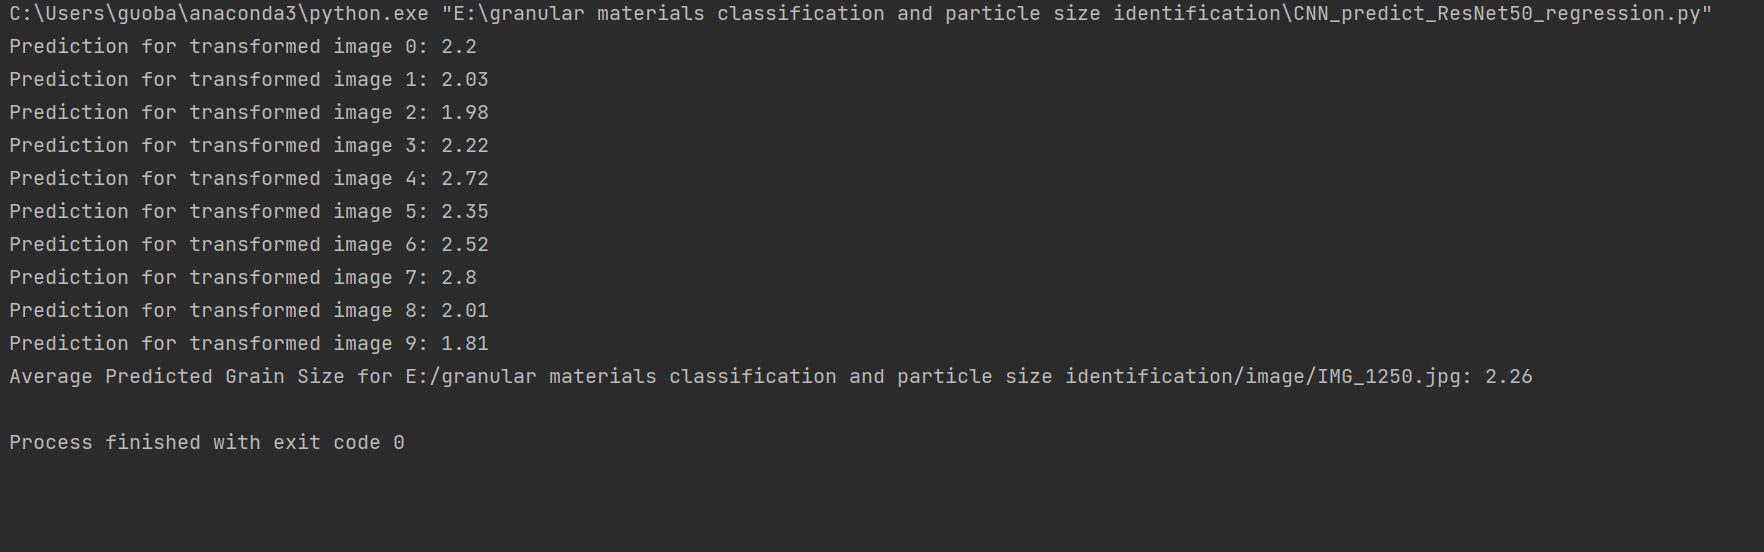 C:\Users\guoba\anaconda3\python.exe "E:\granular materials classification and particle size identification\CNN_predict_ResNet50_regression.py"
Prediction for transformed image 0: 2.2
Prediction for transformed image 1: 2.03
Prediction for transformed image 2: 1.98
Prediction for transformed image 3: 2.22
Prediction for transformed image 4: 2.72
Prediction for transformed image 5: 2.35
Prediction for transformed image 6: 2.52
Prediction for transformed image 7: 2.8
Prediction for transformed image 8: 2.01
Prediction for transformed image 9: 1.81
Average Predicted Grain Size for E:/granular materials classification and particle size identification/image/IMG_1250.jpg: 2.26
Process finished with exit code 0